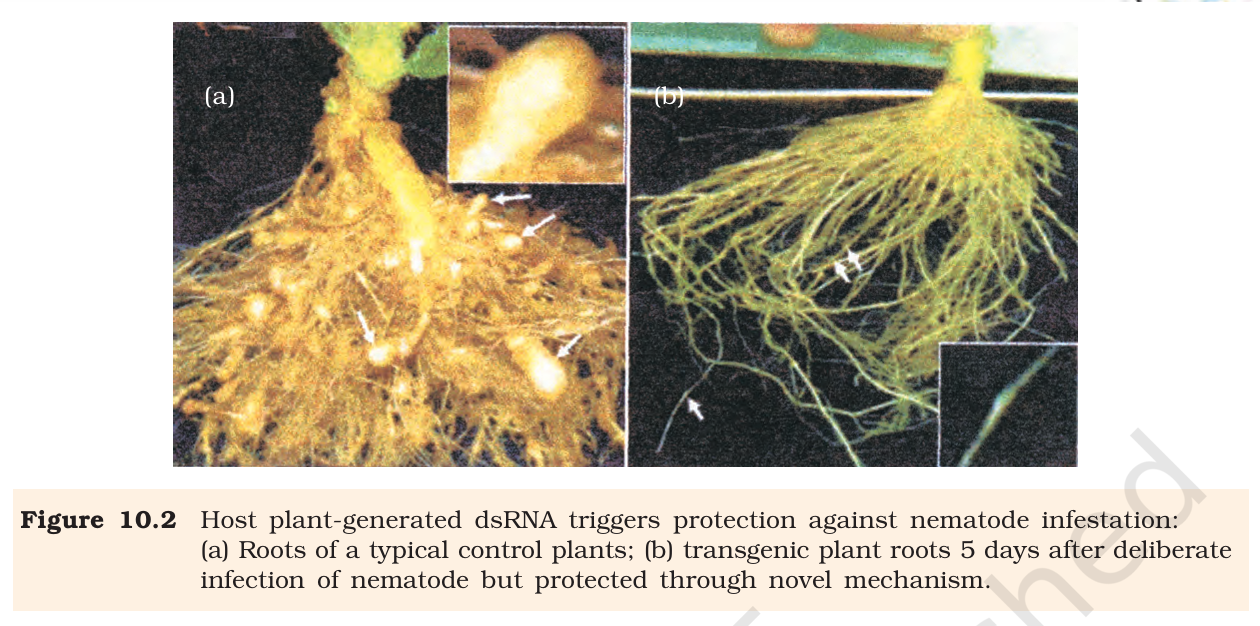 (a)
(b)
Figure 10.2 Host plant-generated dsRNA triggers protection against nematode infestation:
(a) Roots of a typical control plants; (b) transgenic plant roots 5 days after deliberate
infection of nematode but protected through novel mechanism.